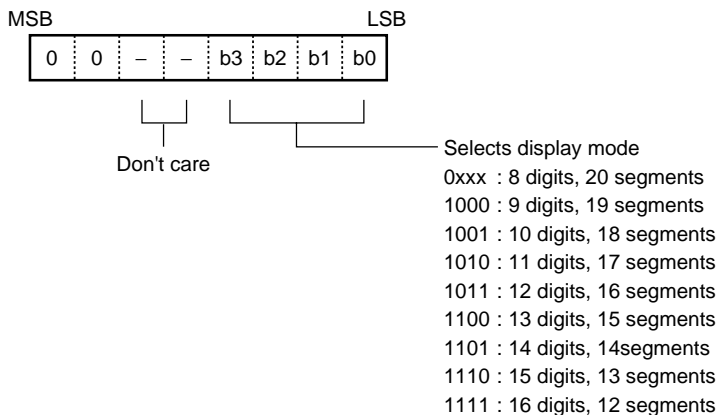 MSB LSB
0 0 – – b3 b2 b1 b0
Don't care
Selects display mode
0xxx : 8 digits, 20 segments
1000 : 9 digits, 19 segments
1001 : 10 digits, 18 segments
1010 : 11 digits, 17 segments
1011 : 12 digits, 16 segments
1100 : 13 digits, 15 segments
1101 : 14 digits, 14segments
1110 : 15 digits, 13 segments
1111 : 16 digits, 12 segments